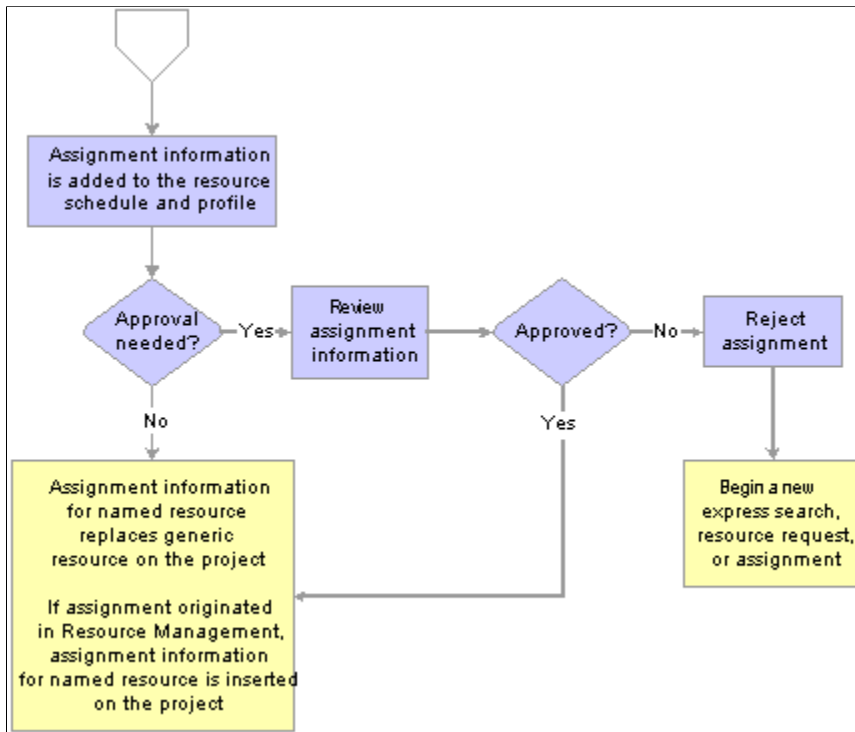 Assignment information
is added to the resource
schedule and profile
Approval
needed?
Yes
Review
assignment
information
Approved?
No
Reject
assignment
No
Yes
Assignment information
for named resource
replaces generic
resource on the project
If assignment originated
in Resource Management,
assignment information
for named resource is inserted
on the project
Begin a new
express search,
resource request,
or assignment